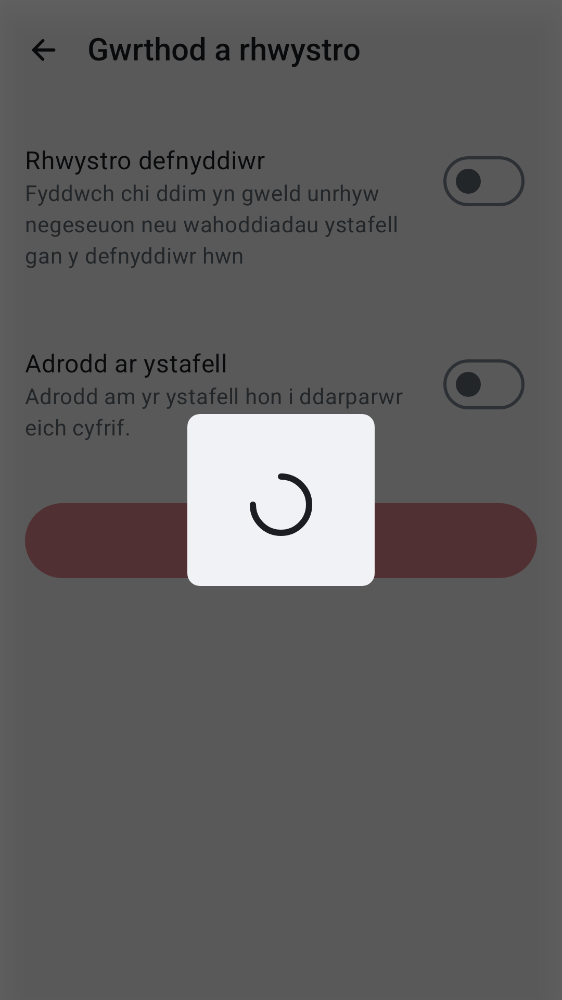 Gwrthod a rhwystro
Rhwystro defnyddiwr
Fyddwch chi ddim yn gweld unrhyw
negeseuon neu wahoddiadau ystafell
gan y defnyddiwr hwn
Adrodd ar ystafell
Adrodd am yr ystafell hon i ddarparwr
eich cyfrif.